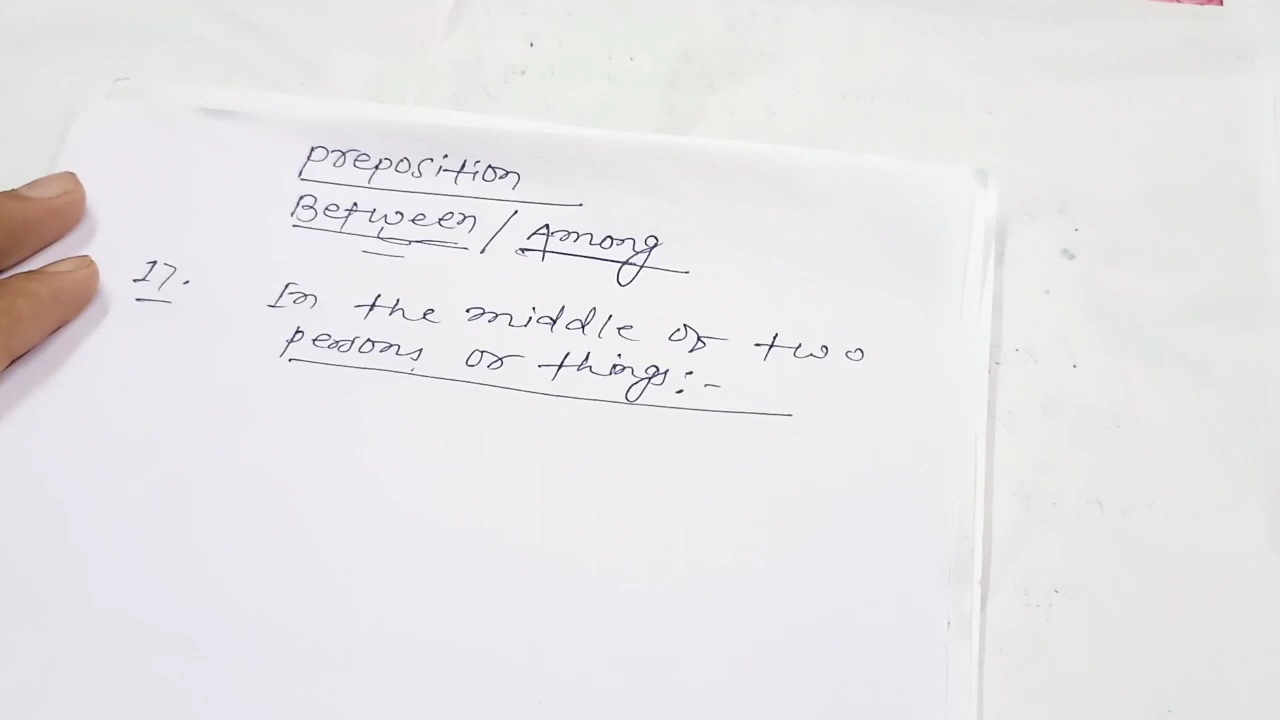 preposition
Between / Among
17. In the middle of two
persons or things:-